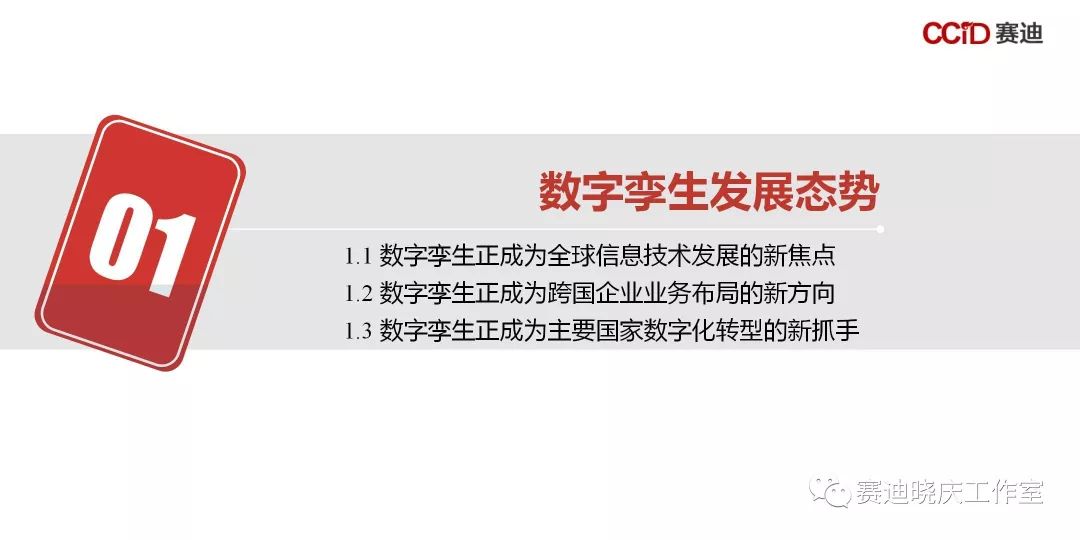 CCID 赛迪
01
数字孪生发展态势
1.1 数字孪生正成为全球信息技术发展的新焦点
1.2 数字孪生正成为跨国企业业务布局的新方向
1.3 数字孪生正成为主要国家数字化转型的新抓手
赛迪晓庆工作室